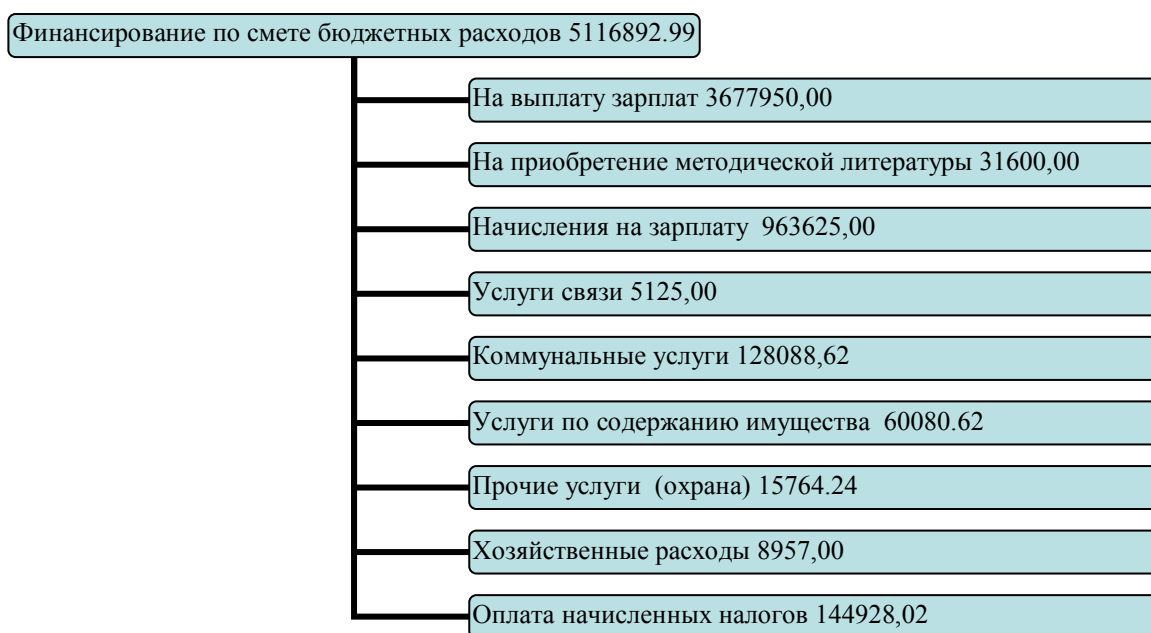 Финансирование по смете бюджетных расходов 5116892.99
На выплату зарплат 3677950,00
На приобретение методической литературы 31600,00
Начисления на зарплату  963625,00
Услуги связи 5125,00
Коммунальные услуги 128088,62
Услуги по содержанию имущества  60080.62
Прочие услуги  (охрана) 15764.24
Хозяйственные расходы 8957,00
Оплата начисленных налогов 144928,02